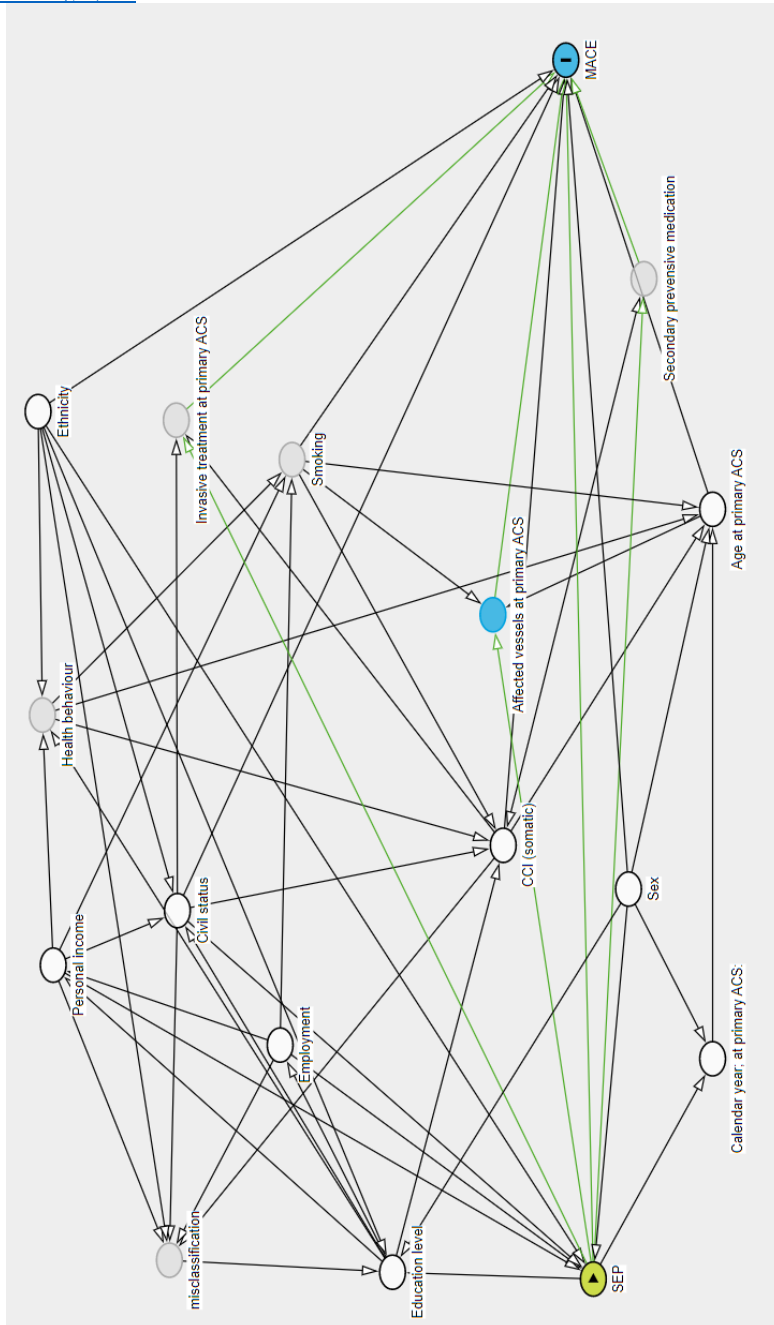 MACE
Secondary prevensive medication
Ethnicity
Invasive treatment at primary ACS
Smoking
Affected vessels at primary ACS
Age at primary ACS
Health behaviour
CCI (somatic)
Civil status
Sex
Personal income
Employment
Calendar year; at primary ACS:
misclassification
Education level
SEP